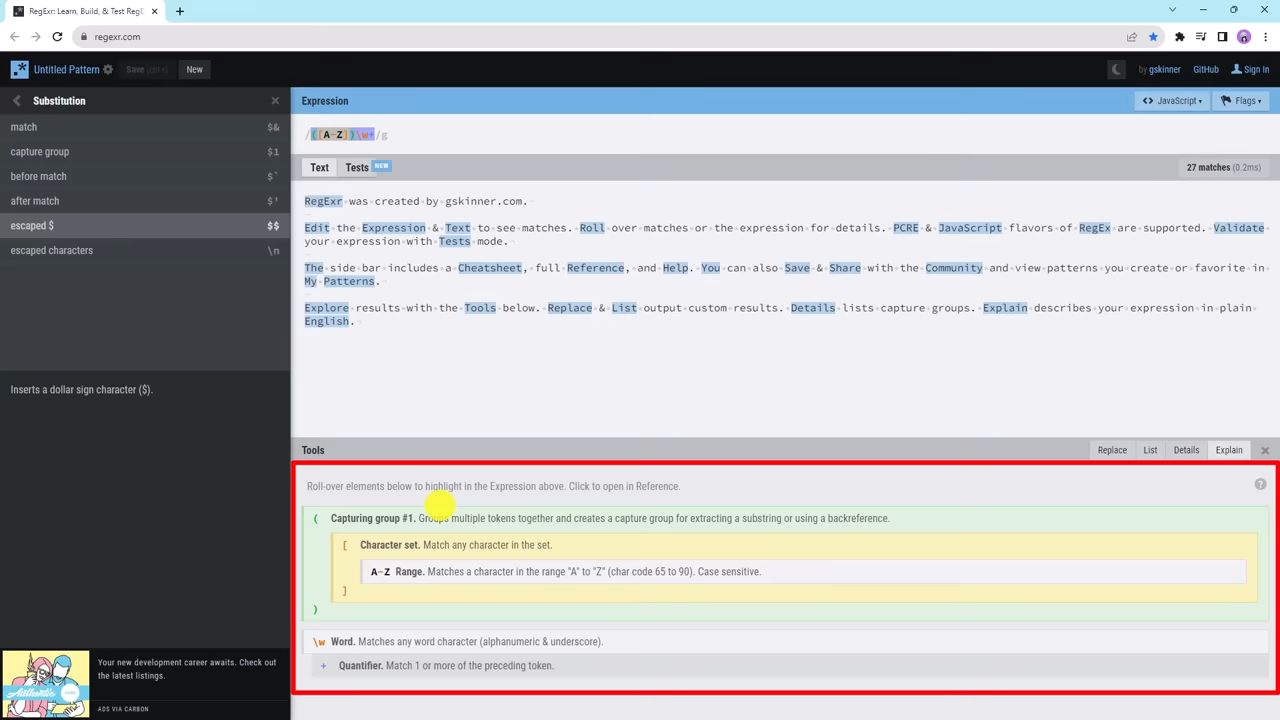 RegExr: Learn, Build, & Test RegE
regexr.com
Untitled Pattern
Save (ctrl-s)
New
by gskinner
GitHub
Sign In
Substitution
match $&
capture group $1
before match $`
after match $'
escaped $ $$
escaped characters \n
Inserts a dollar sign character ($).
Your new development career awaits. Check out
the latest listings.
ADS VIA CARBON
Authentic
Expression
JavaScript
Flags
/([A-Z])\w+/g
Text
Tests NEW
27 matches (0.2ms)
RegExr was created by gskinner.com.
Edit the Expression & Text to see matches. Roll over matches or the expression for details. PCRE & JavaScript flavors of RegEx are supported. Validate
your expression with Tests mode.
The side bar includes a Cheatsheet, full Reference, and Help. You can also Save & Share with the Community and view patterns you create or favorite in
My Patterns.
Explore results with the Tools below. Replace & List output custom results. Details lists capture groups. Explain describes your expression in plain
English.
Tools
Replace
List
Details
Explain
Roll-over elements below to highlight in the Expression above. Click to open in Reference.
( Capturing group #1. Groups multiple tokens together and creates a capture group for extracting a substring or using a backreference.
[ Character set. Match any character in the set.
A-Z Range. Matches a character in the range "A" to "Z" (char code 65 to 90). Case sensitive.
]
)
\w Word. Matches any word character (alphanumeric & underscore).
+ Quantifier. Match 1 or more of the preceding token.